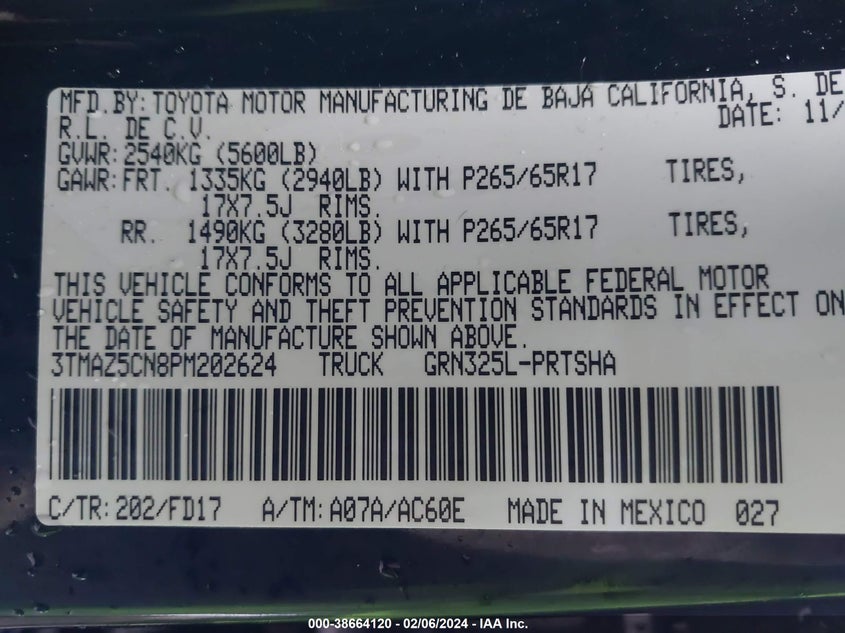 MFD.BY: TOYOTA MOTOR MANUFACTURING DE BAJA CALIFORNIA, S. DE
R.L. DE C.V. DATE: 11/
GVWR: 2540KG (5600LB)
GAWR: FRT. 1335KG (2940LB) WITH P265/65R17 TIRES,
17X7.5J RIMS.
RR. 1490KG (3280LB) WITH P265/65R17 TIRES,
17X7.5J RIMS.
THIS VEHICLE CONFORMS TO ALL APPLICABLE FEDERAL MOTOR
VEHICLE SAFETY AND THEFT PREVENTION STANDARDS IN EFFECT ON
THE DATE OF MANUFACTURE SHOWN ABOVE.
3TMAZ5CN8PM202624 TRUCK GRN325L-PRTSHA
C/TR: 202/FD17 A/TM: A07A/AC60E MADE IN MEXICO 027
000-38664120 - 02/06/2024 - IAA Inc.